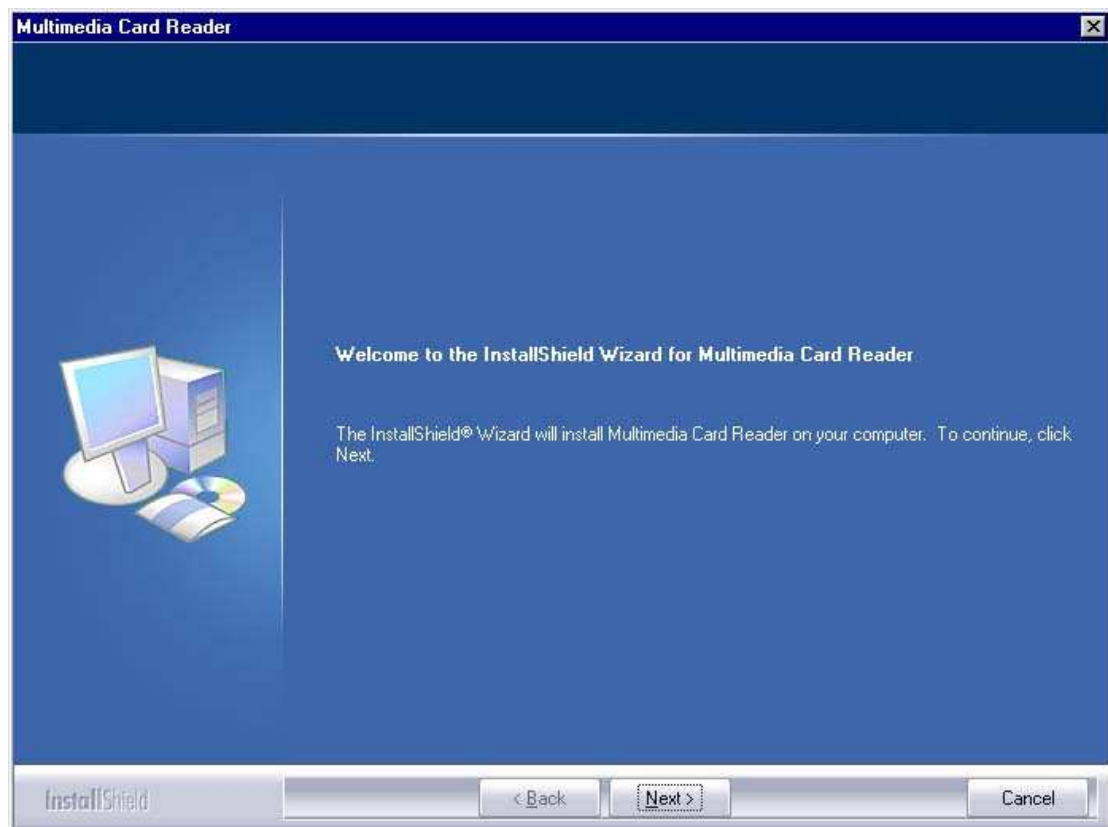 Multimedia Card Reader
Welcome to the InstallShield Wizard for Multimedia Card Reader
The InstallShield® Wizard will install Multimedia Card Reader on your computer. To continue, click
Next.
InstallShield
< Back
Next >
Cancel